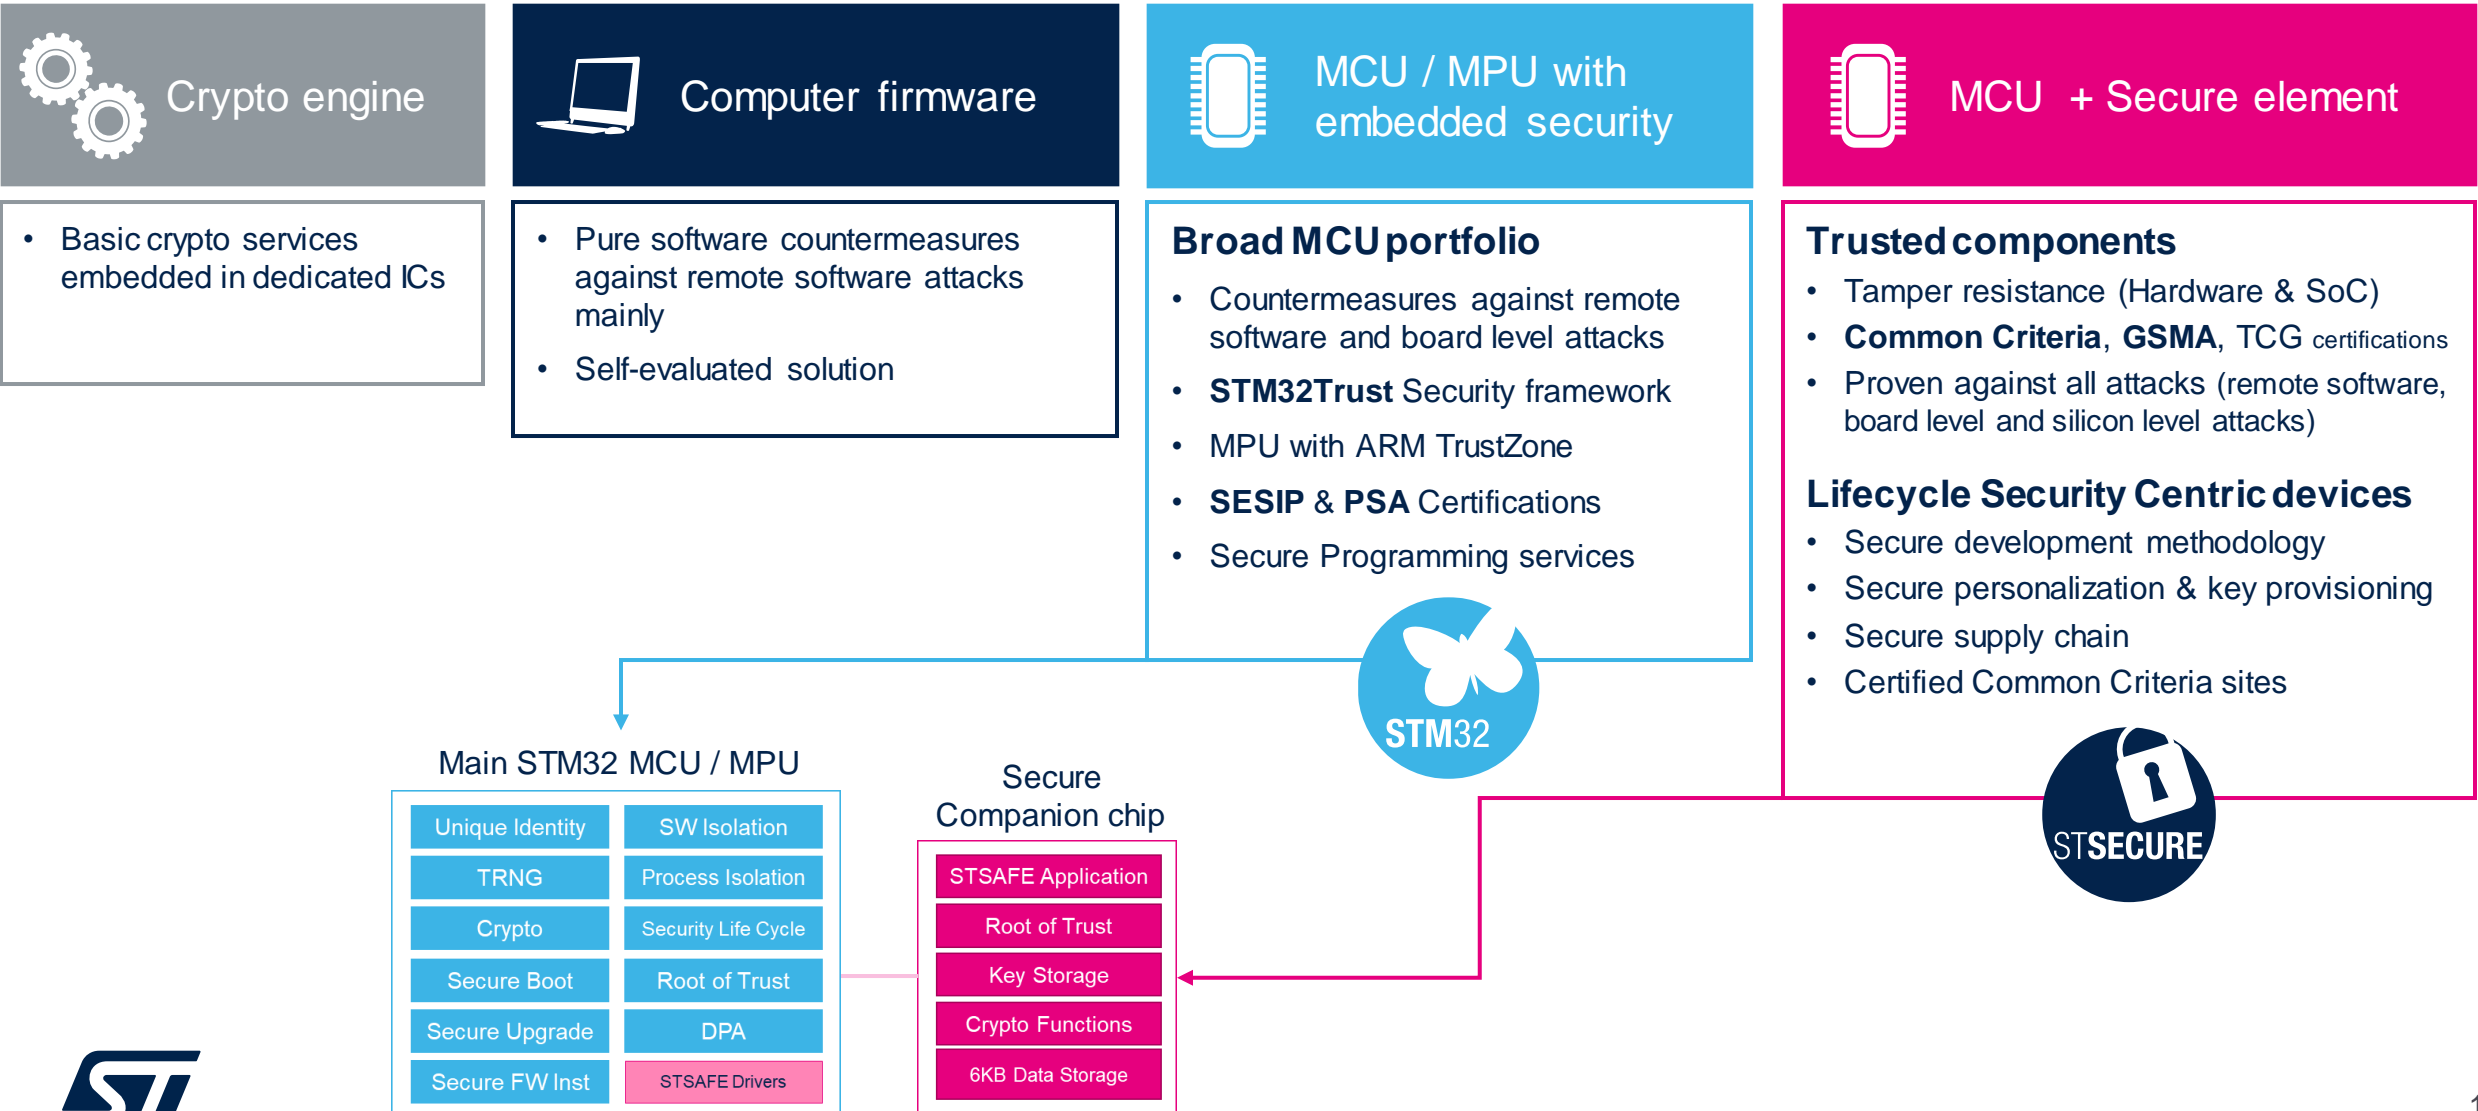 Crypto engine
• Basic crypto services
embedded in dedicated ICs
Computer firmware
• Pure software countermeasures
against remote software attacks
mainly
• Self-evaluated solution
MCU / MPU with
embedded security
Broad MCU portfolio
• Countermeasures against remote
software and board level attacks
• STM32Trust Security framework
• MPU with ARM TrustZone
• SESIP & PSA Certifications
• Secure Programming services
STM32
MCU + Secure element
Trusted components
• Tamper resistance (Hardware & SoC)
• Common Criteria, GSMA, TCG certifications
• Proven against all attacks (remote software,
board level and silicon level attacks)
Lifecycle Security Centric devices
• Secure development methodology
• Secure personalization & key provisioning
• Secure supply chain
• Certified Common Criteria sites
STSECURE
Main STM32 MCU / MPU
Unique Identity
SW Isolation
TRNG
Process Isolation
Crypto
Security Life Cycle
Secure Boot
Root of Trust
Secure Upgrade
DPA
Secure FW Inst
STSAFE Drivers
Secure
Companion chip
STSAFE Application
Root of Trust
Key Storage
Crypto Functions
6KB Data Storage
ST